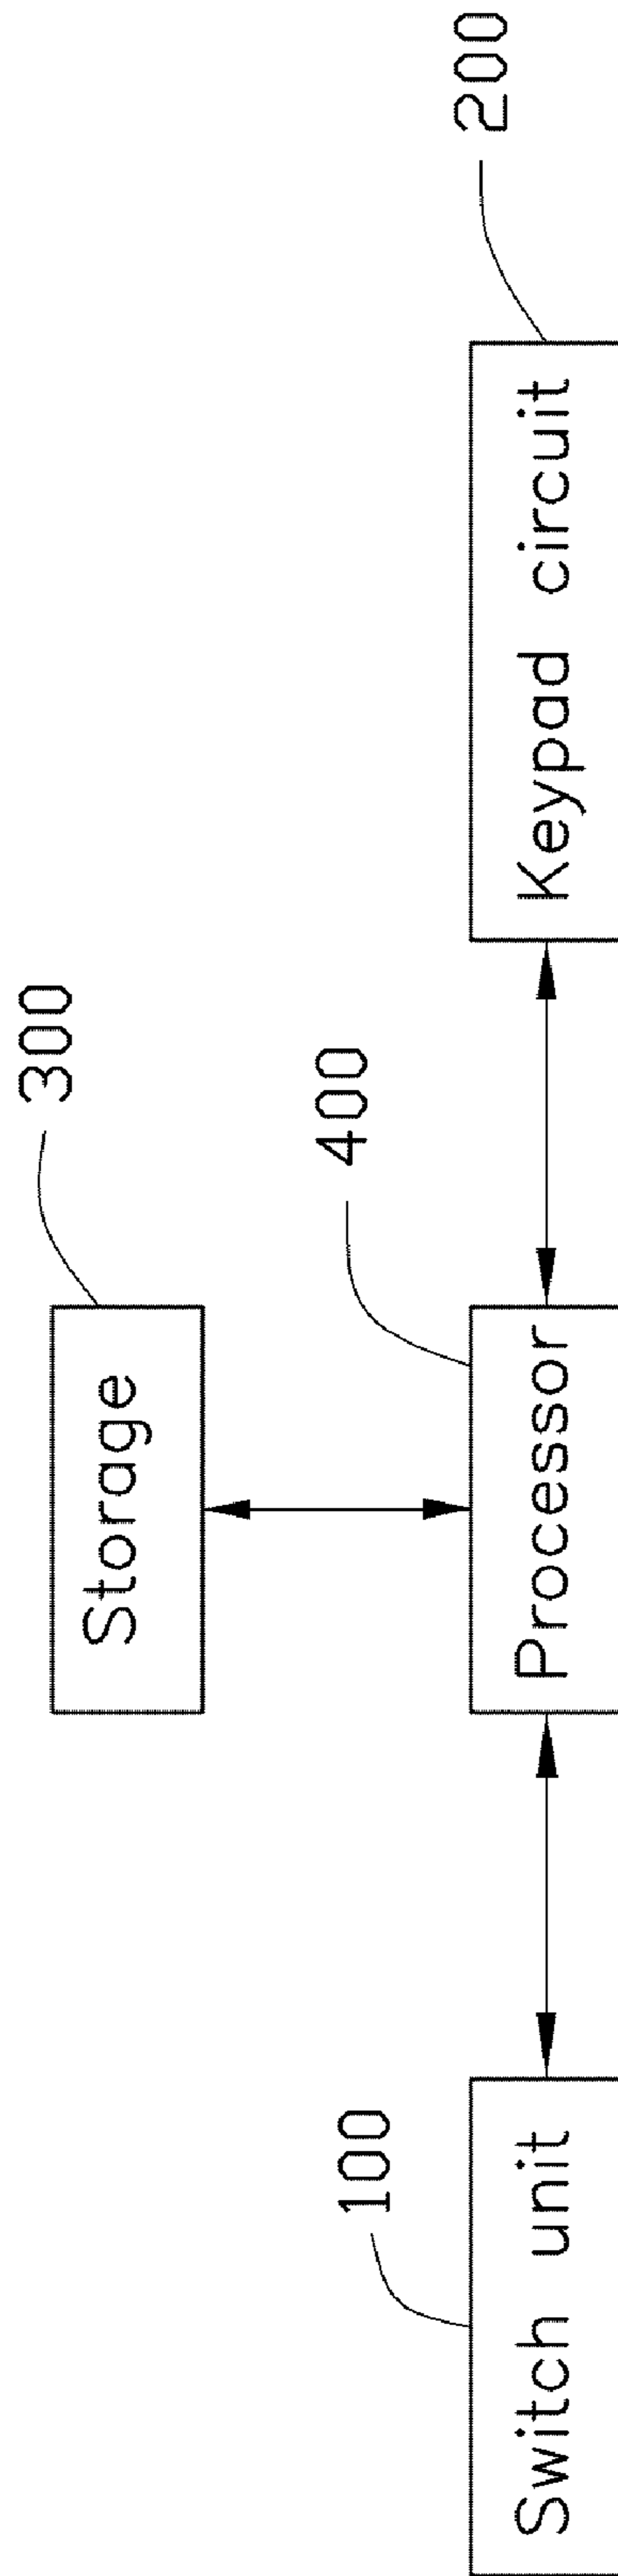 300
Storage
400
100
200
Switch unit
Processor
Keypad circuit